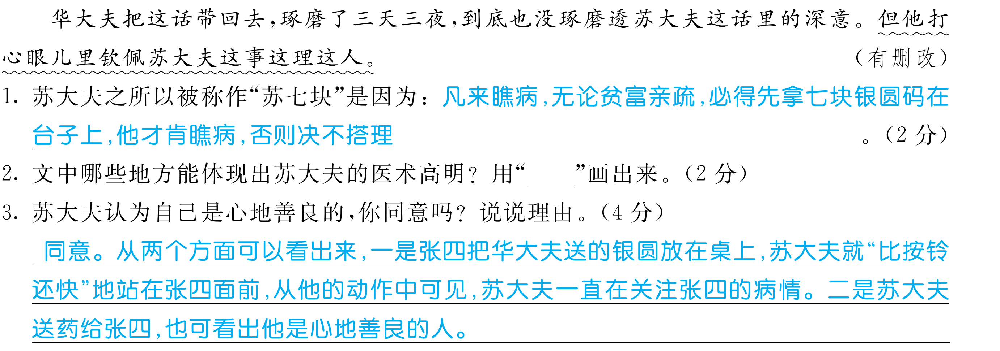 华大夫把这话带回去,琢磨了三天三夜,到底也没琢磨透苏大夫这话里的深意。但他打
心眼儿里钦佩苏大夫这事这理这人。 (有删改)
1. 苏大夫之所以被称作“苏七块”是因为: 凡来瞧病,无论贫富亲疏,必得先拿七块银圆码在
台子上,他才肯瞧病,否则决不搭理 。(2 分)
2. 文中哪些地方能体现出苏大夫的医术高明? 用“____”画出来。(2 分)
3. 苏大夫认为自己是心地善良的,你同意吗? 说说理由。(4 分)
同意。从两个方面可以看出来,一是张四把华大夫送的银圆放在桌上,苏大夫就“比按铃
还快”地站在张四面前,从他的动作中可见,苏大夫一直在关注张四的病情。二是苏大夫
送药给张四,也可看出他是心地善良的人。